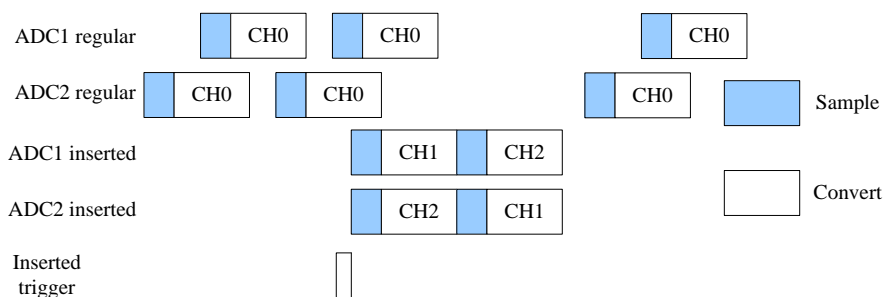 ADC1 regular CH0 CH0 CH0
ADC2 regular CH0 CH0 CH0
Sample
ADC1 inserted CH1 CH2
ADC2 inserted CH2 CH1
Convert
Inserted
trigger